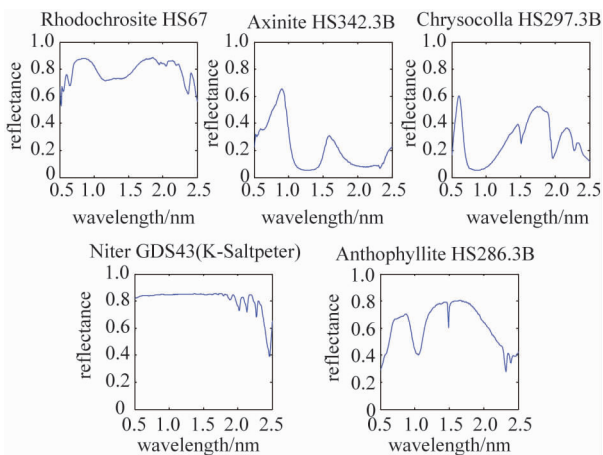 Rhodochrosite HS67
Axinite HS342.3B
Chrysocolla HS297.3B
1.0
0.8
0.6
0.4
0.2
0
reflectance
0.5 1.0 1.5 2.0 2.5
wavelength/nm
1.0
0.8
0.6
0.4
0.2
0
reflectance
0.5 1.0 1.5 2.0 2.5
wavelength/nm
1.0
0.8
0.6
0.4
0.2
0
reflectance
0.5 1.0 1.5 2.0 2.5
wavelength/nm
Niter GDS43(K-Saltpeter)
Anthophyllite HS286.3B
1.0
0.8
0.6
0.4
0.2
0
reflectance
0.5 1.0 1.5 2.0 2.5
wavelength/nm
1.0
0.8
0.6
0.4
0.2
0
reflectance
0.5 1.0 1.5 2.0 2.5
wavelength/nm